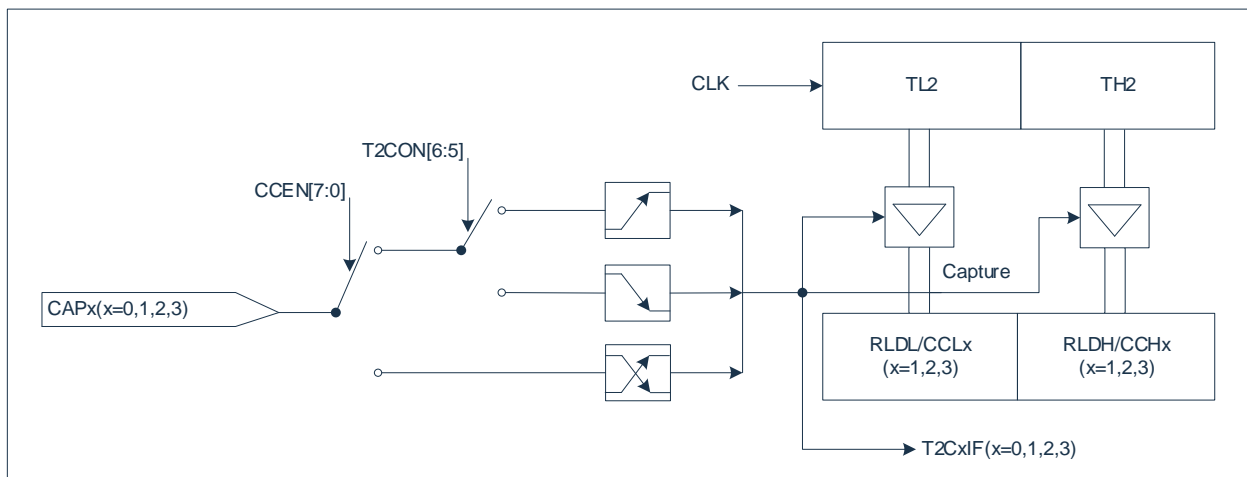 CLK
TL2
TH2
T2CON[6:5]
CCEN[7:0]
Capture
CAPx(x=0,1,2,3)
RLDL/CCLx
(x=1,2,3)
RLDH/CCHx
(x=1,2,3)
T2CxIF(x=0,1,2,3)